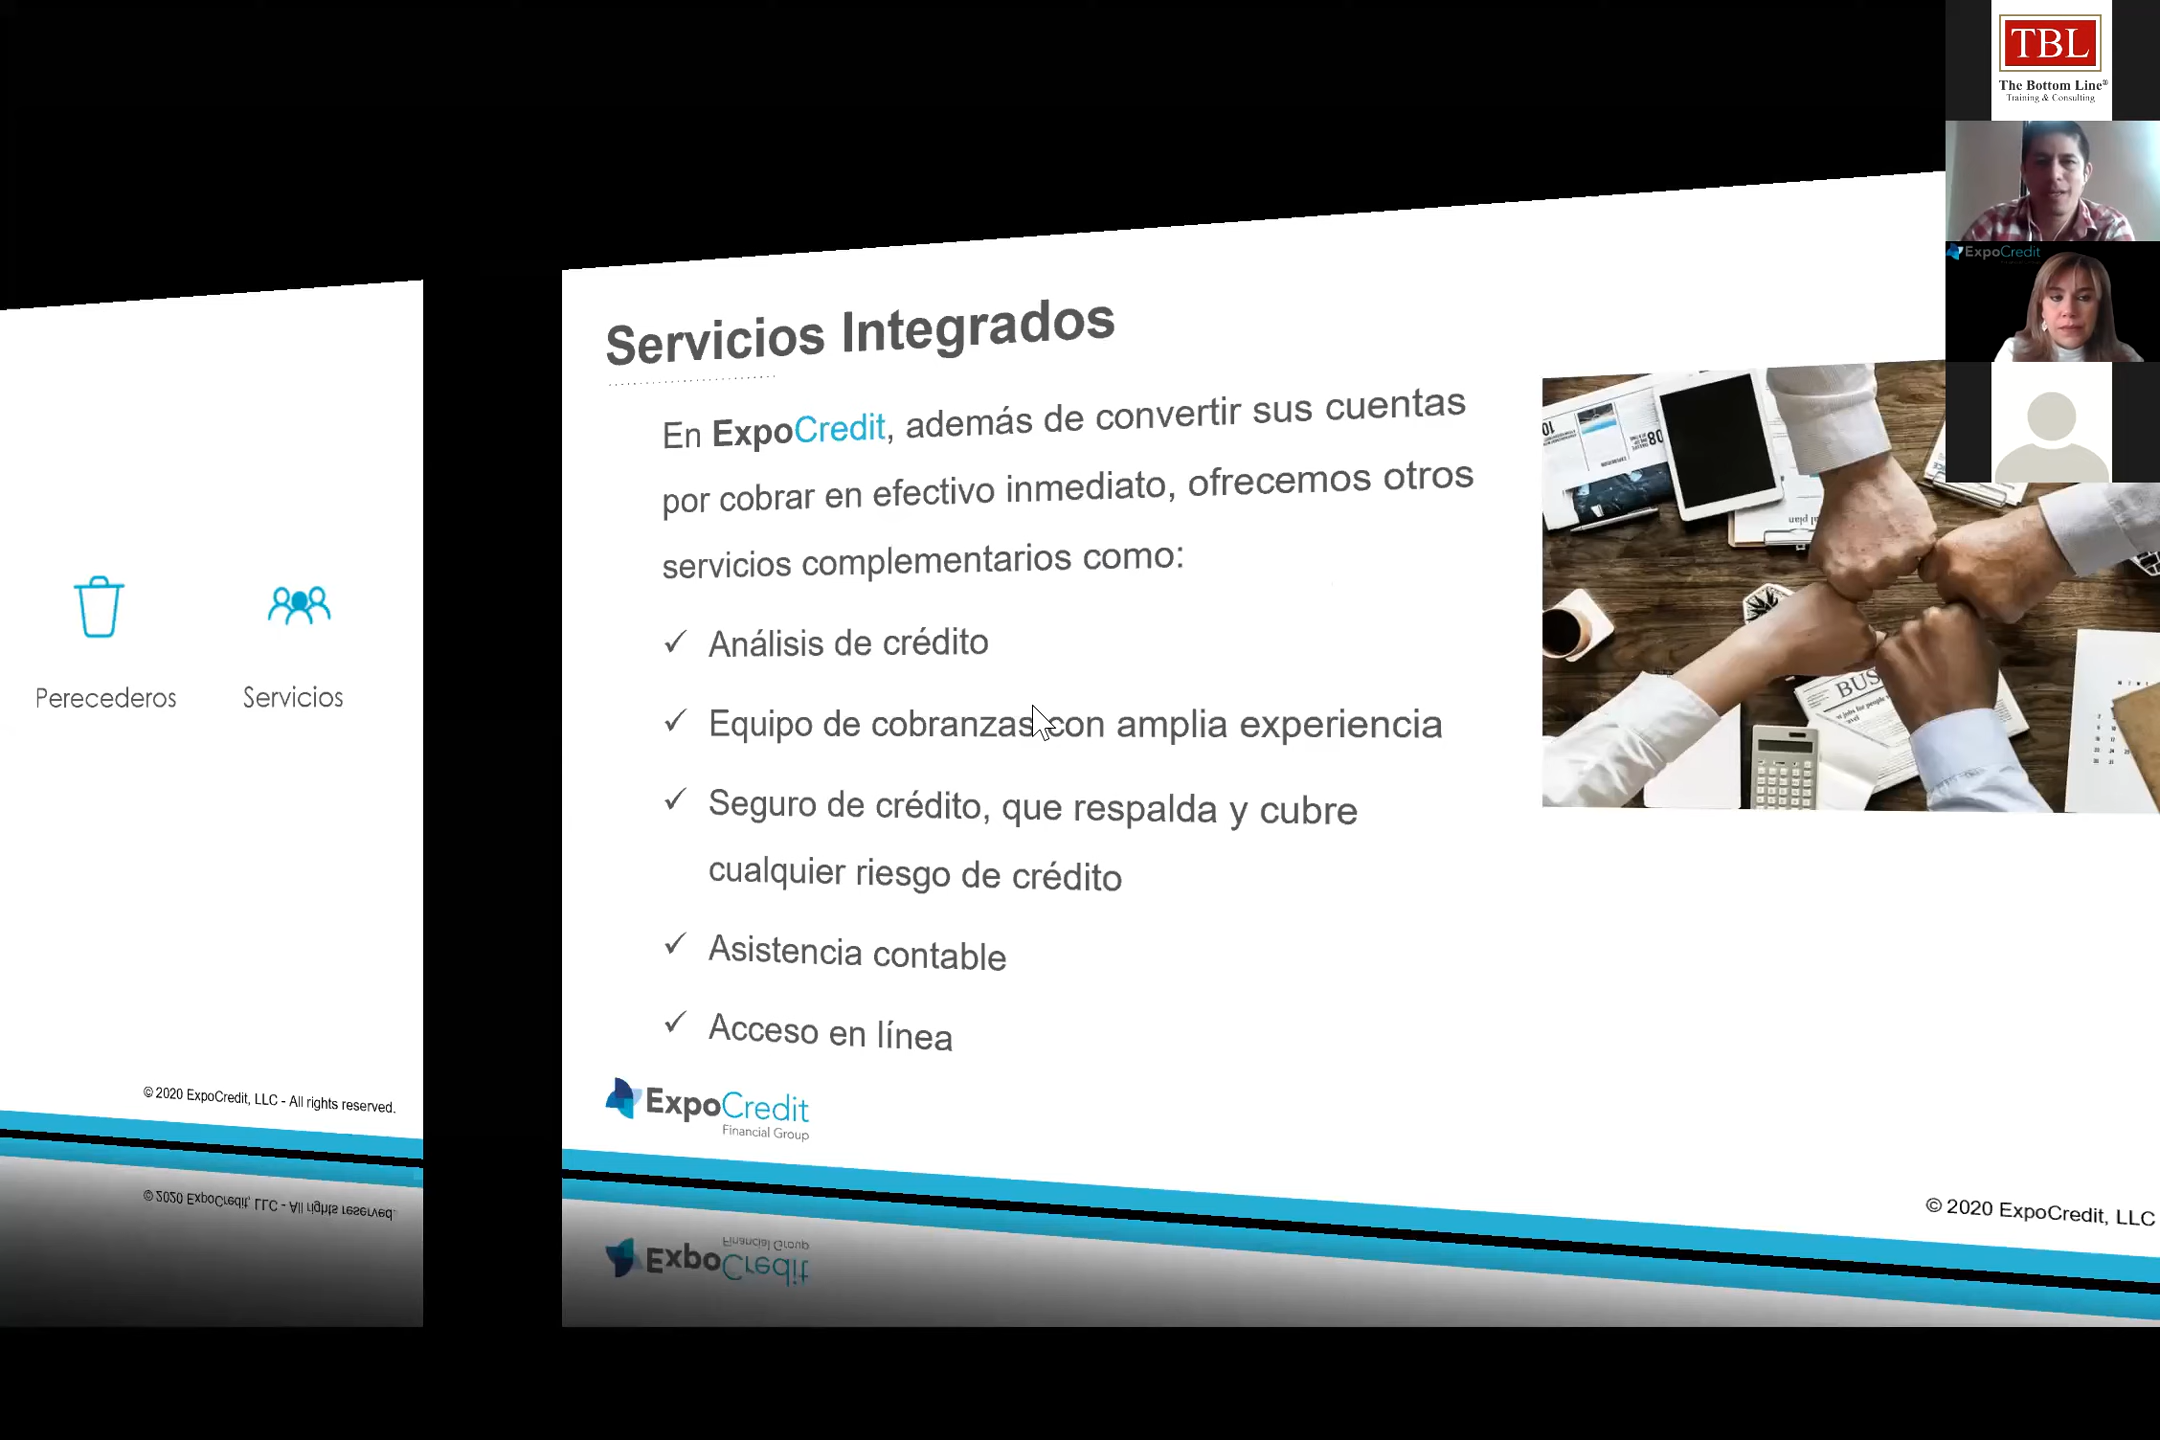 TBL
The Bottom Line®
Training & Consulting
ExpoCredit
Perecederos
Servicios
© 2020 ExpoCredit, LLC - All rights reserved.
Servicios Integrados
En ExpoCredit, además de convertir sus cuentas
por cobrar en efectivo inmediato, ofrecemos otros
servicios complementarios como:
✓ Análisis de crédito
✓ Equipo de cobranzas con amplia experiencia
✓ Seguro de crédito, que respalda y cubre
cualquier riesgo de crédito
✓ Asistencia contable
✓ Acceso en línea
ExpoCredit
Financial Group
© 2020 ExpoCredit, LLC